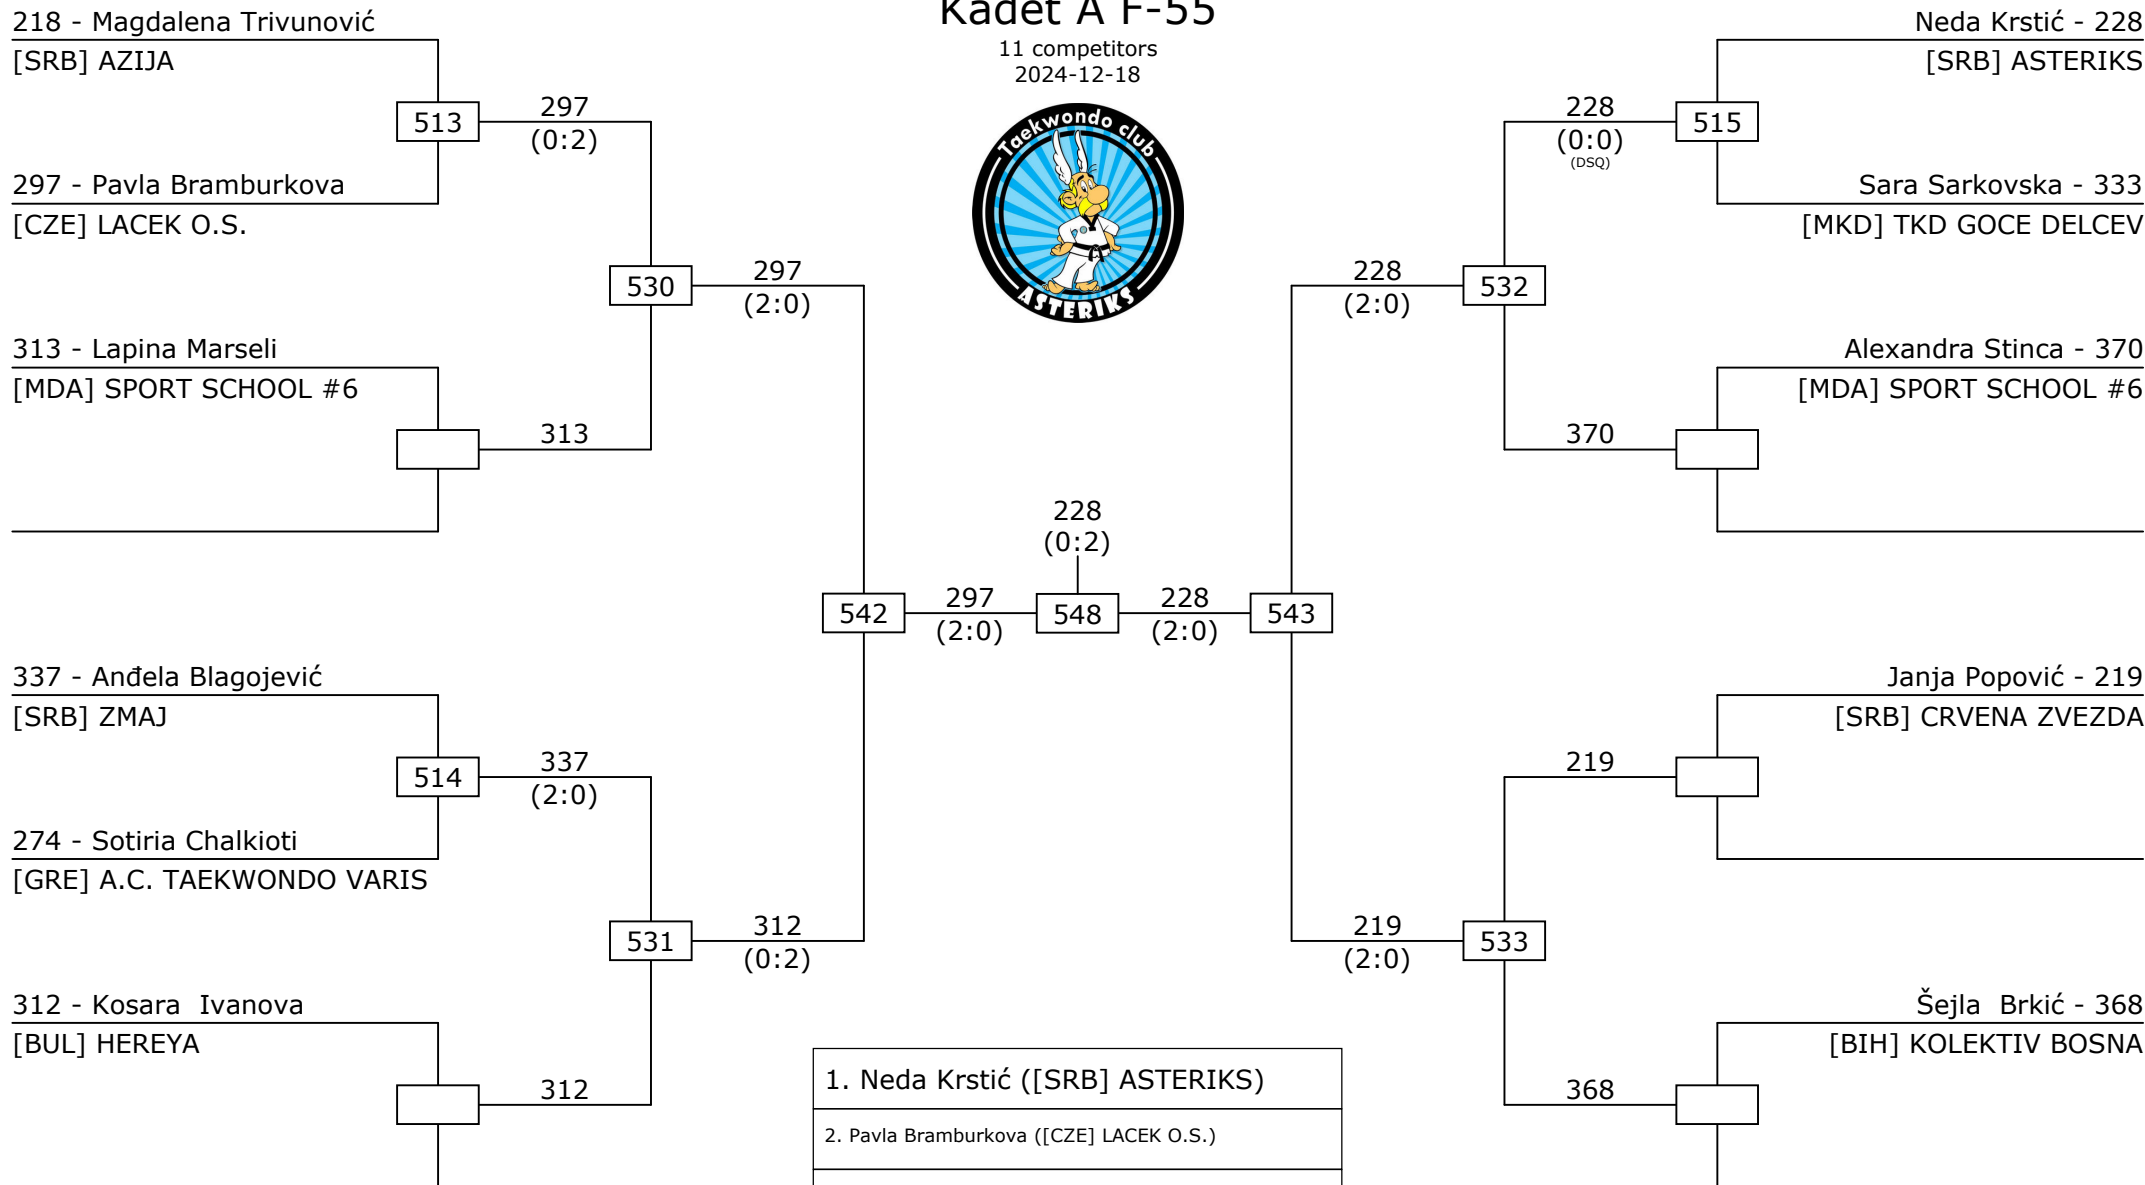 Kadet A F-55
11 competitors
2024-12-18
Taekwondo club
ASTERIKS
218 - Magdalena Trivunović
[SRB] AZIJA
513
297
(0:2)
297 - Pavla Bramburkova
[CZE] LACEK O.S.
530
297
(2:0)
313 - Lapina Marseli
[MDA] SPORT SCHOOL #6
313
337 - Anđela Blagojević
[SRB] ZMAJ
514
337
(2:0)
274 - Sotiria Chalkioti
[GRE] A.C. TAEKWONDO VARIS
531
312
(0:2)
312 - Kosara  Ivanova
[BUL] HEREYA
312
542
297
(2:0)
228
(0:2)
548
228
(2:0)
543
Neda Krstić - 228
[SRB] ASTERIKS
228
(0:0)
(DSQ)
515
Sara Sarkovska - 333
[MKD] TKD GOCE DELCEV
228
(2:0)
532
Alexandra Stinca - 370
[MDA] SPORT SCHOOL #6
370
Janja Popović - 219
[SRB] CRVENA ZVEZDA
219
219
(2:0)
533
Šejla  Brkić - 368
[BIH] KOLEKTIV BOSNA
368
1. Neda Krstić ([SRB] ASTERIKS)
2. Pavla Bramburkova ([CZE] LACEK O.S.)